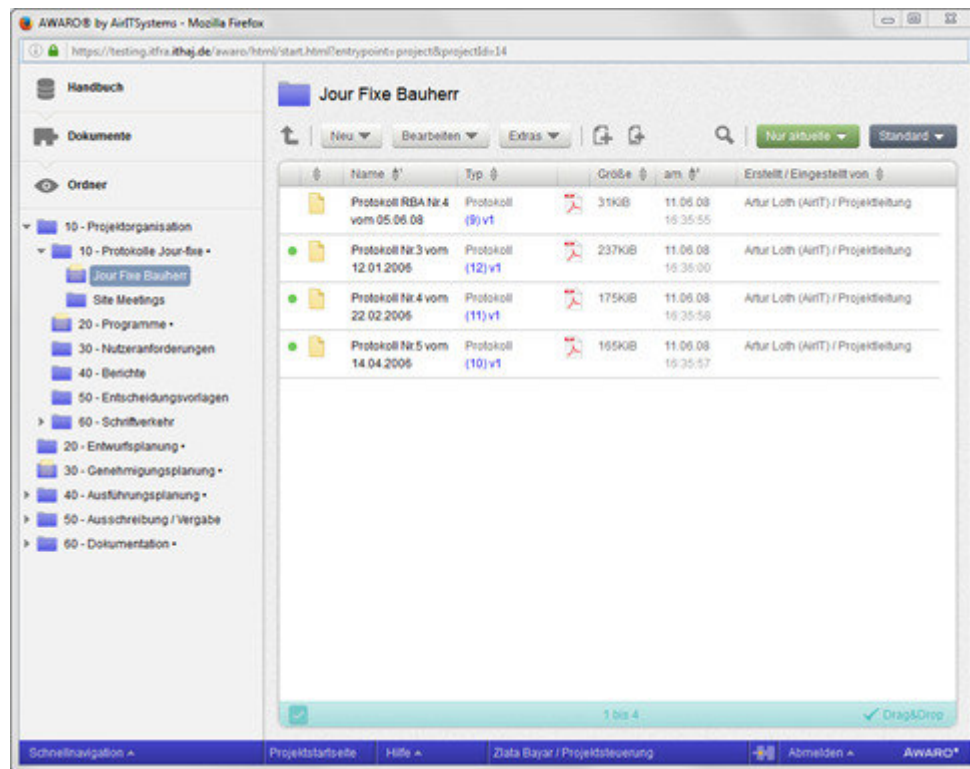 AWARO® by AirITSystems - Mozilla Firefox
https://testing.itfra.ithaj.de/awaro/html/start.html?entrypoint=project&projectId=14
Handbuch
Dokumente
Ordner
10 - Projektorganisation
10 - Protokolle Jour-fixe •
Jour Fixe Bauherr
Site Meetings
20 - Programme •
30 - Nutzeranforderungen
40 - Berichte
50 - Entscheidungsvorlagen
60 - Schriftverkehr
20 - Entwurfsplanung •
30 - Genehmigungsplanung •
40 - Ausführungsplanung •
50 - Ausschreibung / Vergabe
60 - Dokumentation •
Jour Fixe Bauherr
Neu Bearbeiten Extras Nur aktuelle Standard
Name Typ Größe am Erstellt / Eingestellt von
Protokoll RBA Nr.4 Protokoll 31KiB 11.06.08 Artur Loth (AirIT) / Projektleitung
vom 05.06.08 (9) v1 16:35:55
Protokoll Nr.3 vom Protokoll 237KiB 11.06.08 Artur Loth (AirIT) / Projektleitung
12.01.2006 (12) v1 16:36:00
Protokoll Nr.4 vom Protokoll 175KiB 11.06.08 Artur Loth (AirIT) / Projektleitung
22.02.2006 (11) v1 16:35:58
Protokoll Nr.5 vom Protokoll 165KiB 11.06.08 Artur Loth (AirIT) / Projektleitung
14.04.2006 (10) v1 16:35:57
1 bis 4 Drag&Drop
Schnellnavigation Projektstartseite Hilfe Zlata Bayar / Projektsteuerung Abmelden AWARO®